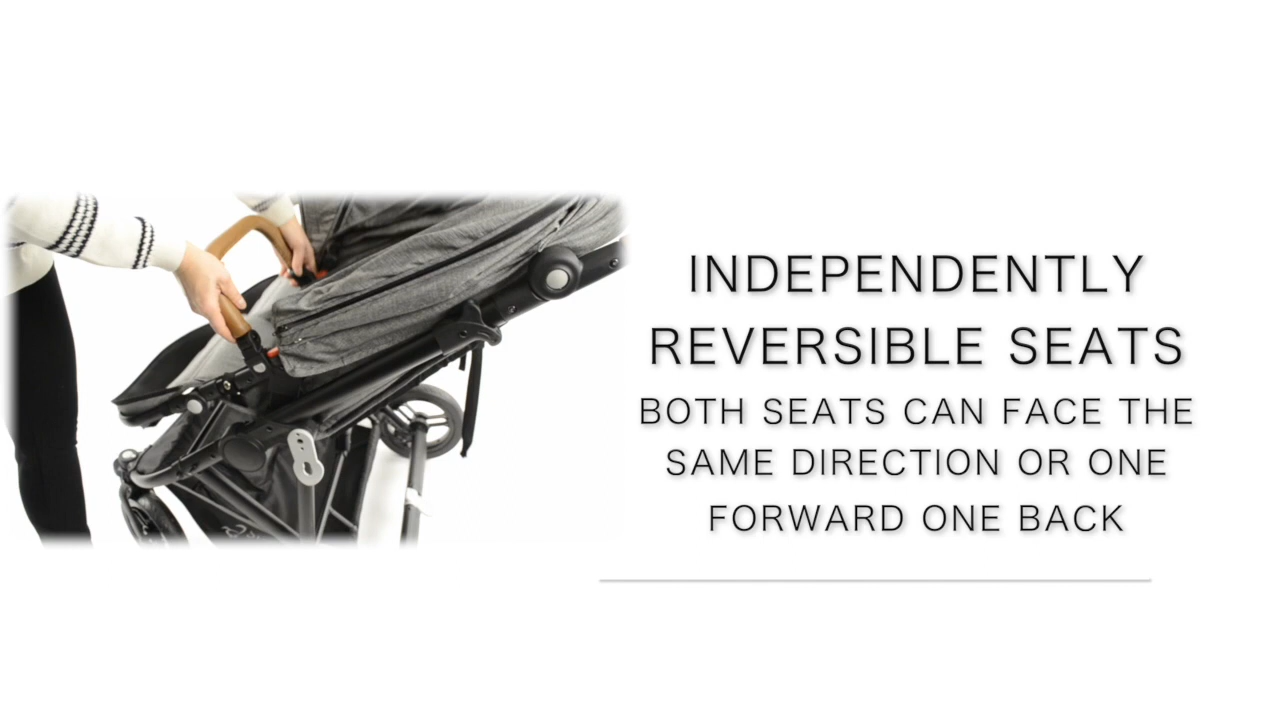 INDEPENDENTLY
REVERSIBLE SEATS
BOTH SEATS CAN FACE THE
SAME DIRECTION OR ONE
FORWARD ONE BACK